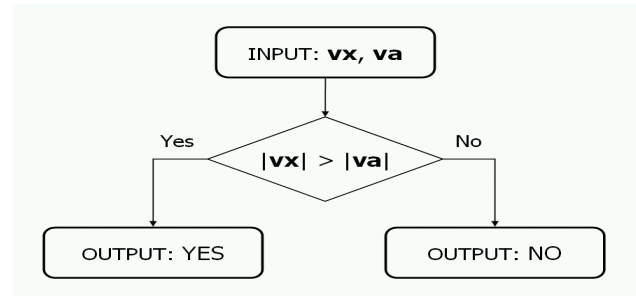 INPUT: vx, va
Yes
No
|vx| > |va|
OUTPUT: YES
OUTPUT: NO